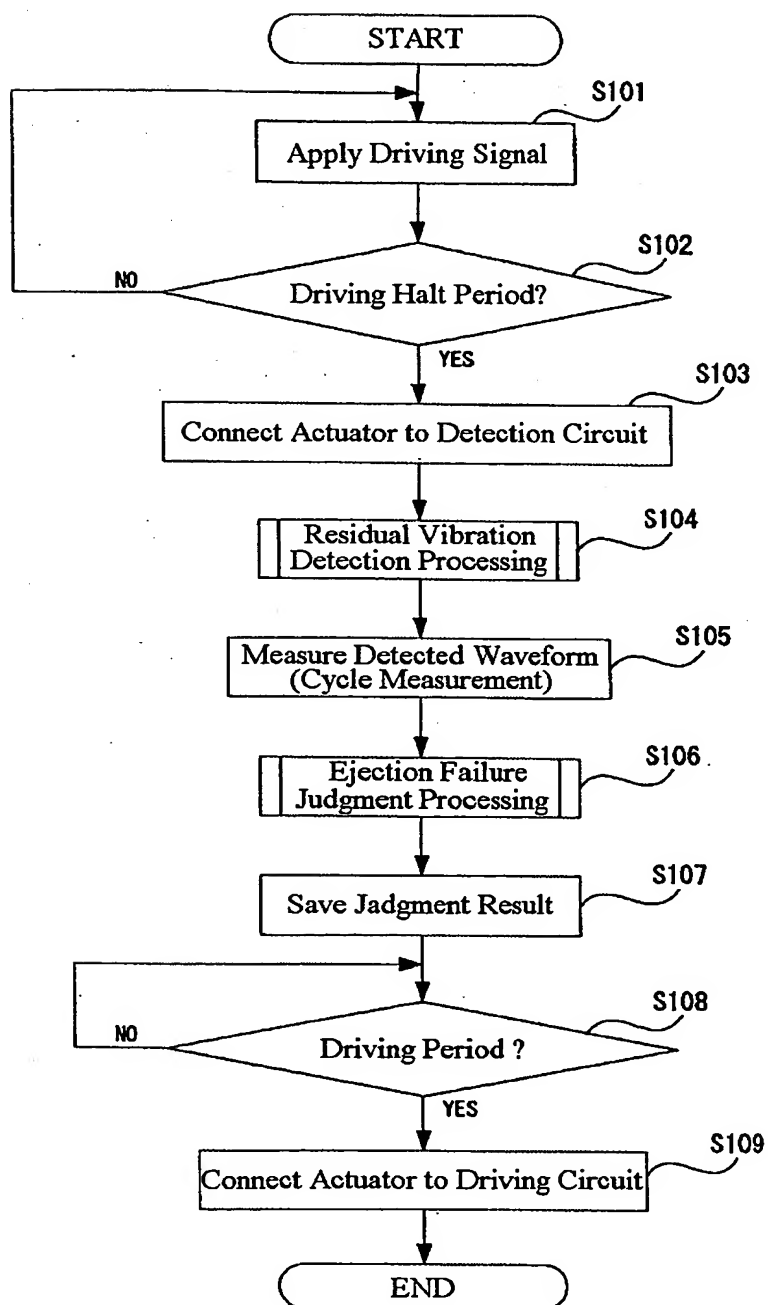 START
S101
Apply Driving Signal
S102
NO
Driving Halt Period?
YES
S103
Connect Actuator to Detection Circuit
S104
Residual Vibration
Detection Processing
S105
Measure Detected Waveform
(Cycle Measurement)
S106
Ejection Failure
Judgment Processing
S107
Save Jadgment Result
S108
NO
Driving Period ?
YES
S109
Connect Actuator to Driving Circuit
END